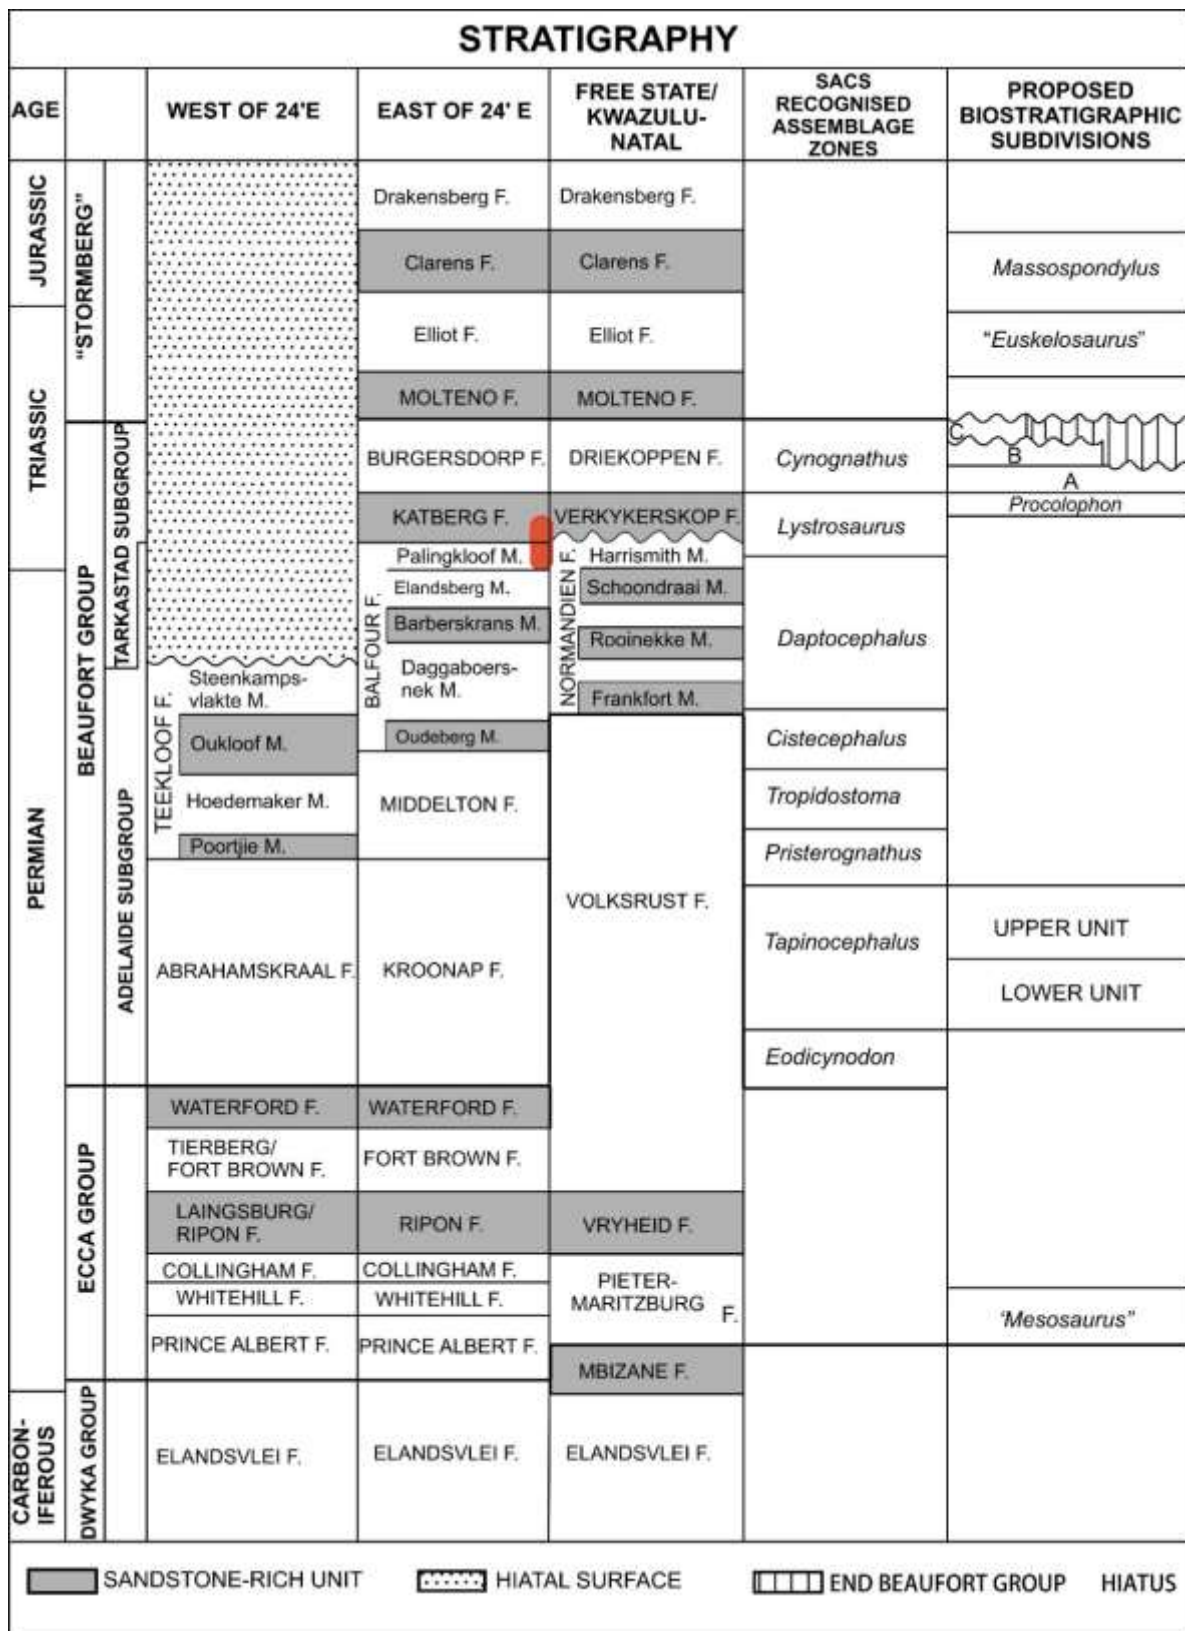 STRATIGRAPHY
AGE
WEST OF 24'E
EAST OF 24' E
FREE STATE/
KWAZULU-
NATAL
SACS
RECOGNISED
ASSEMBLAGE
ZONES
PROPOSED
BIOSTRATIGRAPHIC
SUBDIVISIONS
JURASSIC
TRIASSIC
PERMIAN
CARBON-
IFEROUS
"STORMBERG"
BEAUFORT GROUP
ECCA GROUP
DWYKA GROUP
TARKASTAD SUBGROUP
ADELAIDE SUBGROUP
TEEKLOOF F.
Steenkamps-
vlakte M.
Oukloof M.
Hoedemaker M.
Poortjie M.
ABRAHAMSKRAAL F.
WATERFORD F.
TIERBERG/
FORT BROWN F.
LAINGSBURG/
RIPON F.
COLLINGHAM F.
WHITEHILL F.
PRINCE ALBERT F.
ELANDSVLEI F.
Drakensberg F.
Clarens F.
Elliot F.
MOLTENO F.
BURGERSDORP F.
KATBERG F.
BALFOUR F.
Palingkloof M.
Elandsberg M.
Barberskrans M.
Daggaboers-
nek M.
Oudeberg M.
MIDDELTON F.
KROONAP F.
WATERFORD F.
FORT BROWN F.
RIPON F.
COLLINGHAM F.
WHITEHILL F.
PRINCE ALBERT F.
ELANDSVLEI F.
Drakensberg F.
Clarens F.
Elliot F.
MOLTENO F.
DRIEKOPPEN F.
VERKYKERSKOP F.
NORMANDIEN F.
Harrismith M.
Schoondraai M.
Rooinekke M.
Frankfort M.
VOLKSRUST F.
VRYHEID F.
PIETER-
MARITZBURG F.
MBIZANE F.
ELANDSVLEI F.
Cynognathus
Lystrosaurus
Daptocephalus
Cistecephalus
Tropidostoma
Pristerognathus
Tapinocephalus
Eodicynodon
Massospondylus
"Euskelosaurus"
C
B
A
Procolophon
UPPER UNIT
LOWER UNIT
"Mesosaurus"
SANDSTONE-RICH UNIT
HIATAL SURFACE
END BEAUFORT GROUP HIATUS